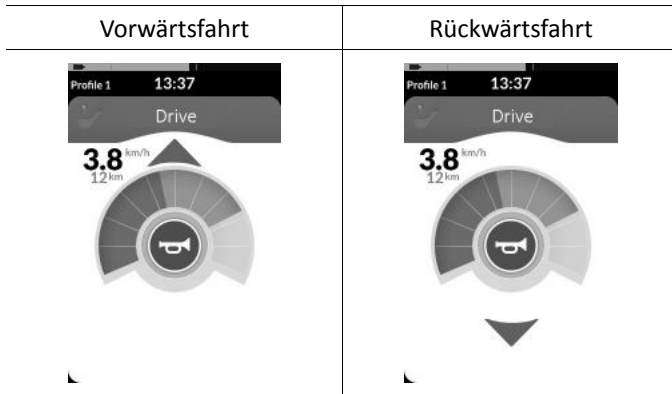 Vorwärtsfahrt
Rückwärtsfahrt
Profile 1 13:37
Drive
3.8 km/h
12 km
Profile 1 13:37
Drive
3.8 km/h
12 km